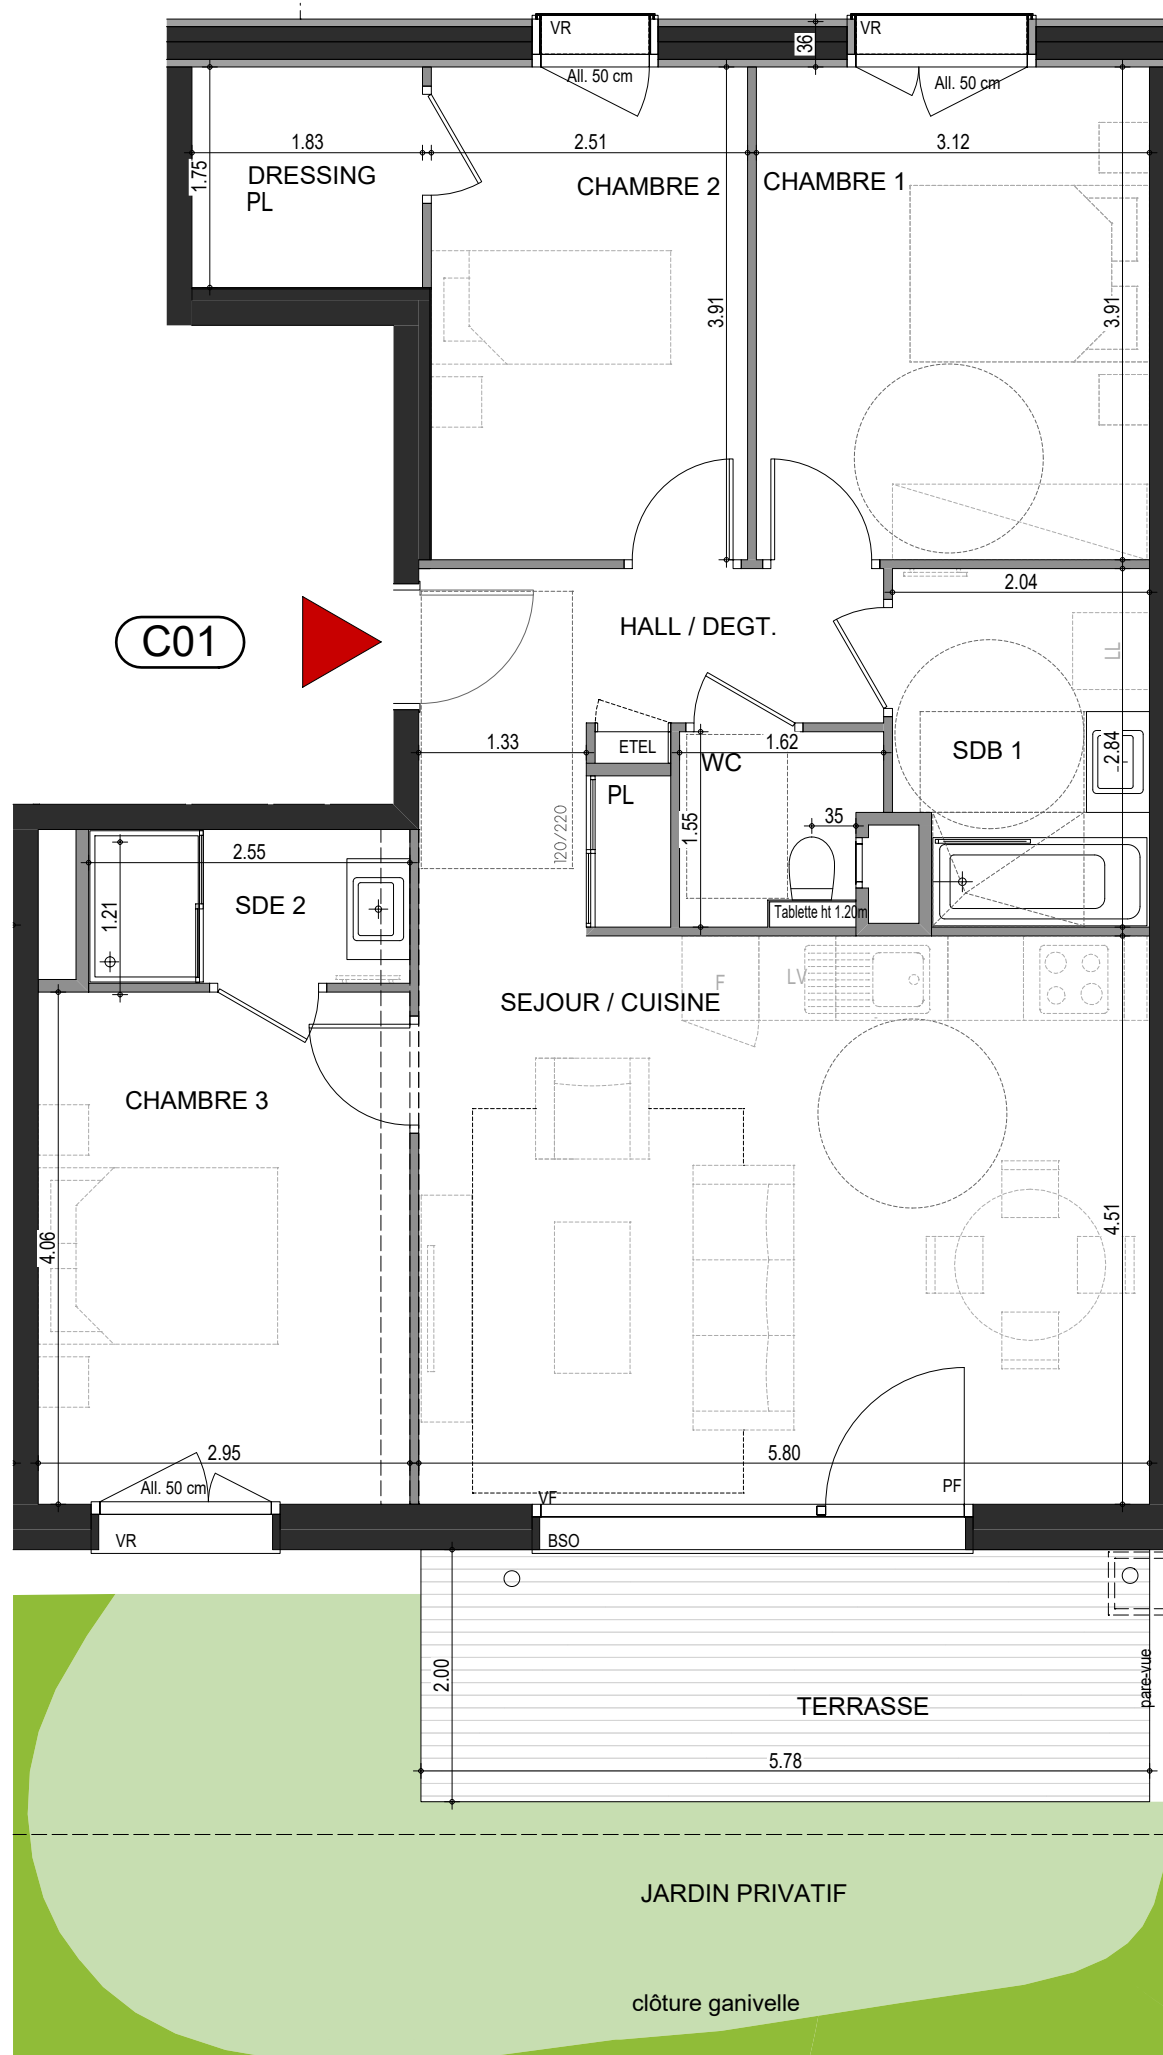 VR
VR
36
All. 50 cm
All. 50 cm
1.83
2.51
3.12
1.75
DRESSING
PL
CHAMBRE 2
CHAMBRE 1
3.91
3.91
2.04
C01
HALL / DEGT.
LL
1.33
ETEL
1.62
WC
SDB 1
2.84
PL
120/220
1.55
35
2.55
SDE 2
1.21
Tablette ht 1.20m
F
LV
SEJOUR / CUISINE
CHAMBRE 3
4.06
4.51
2.95
5.80
All. 50 cm
VF
PF
VR
BSO
2.00
pare-vue
TERRASSE
5.78
JARDIN PRIVATIF
clôture ganivelle